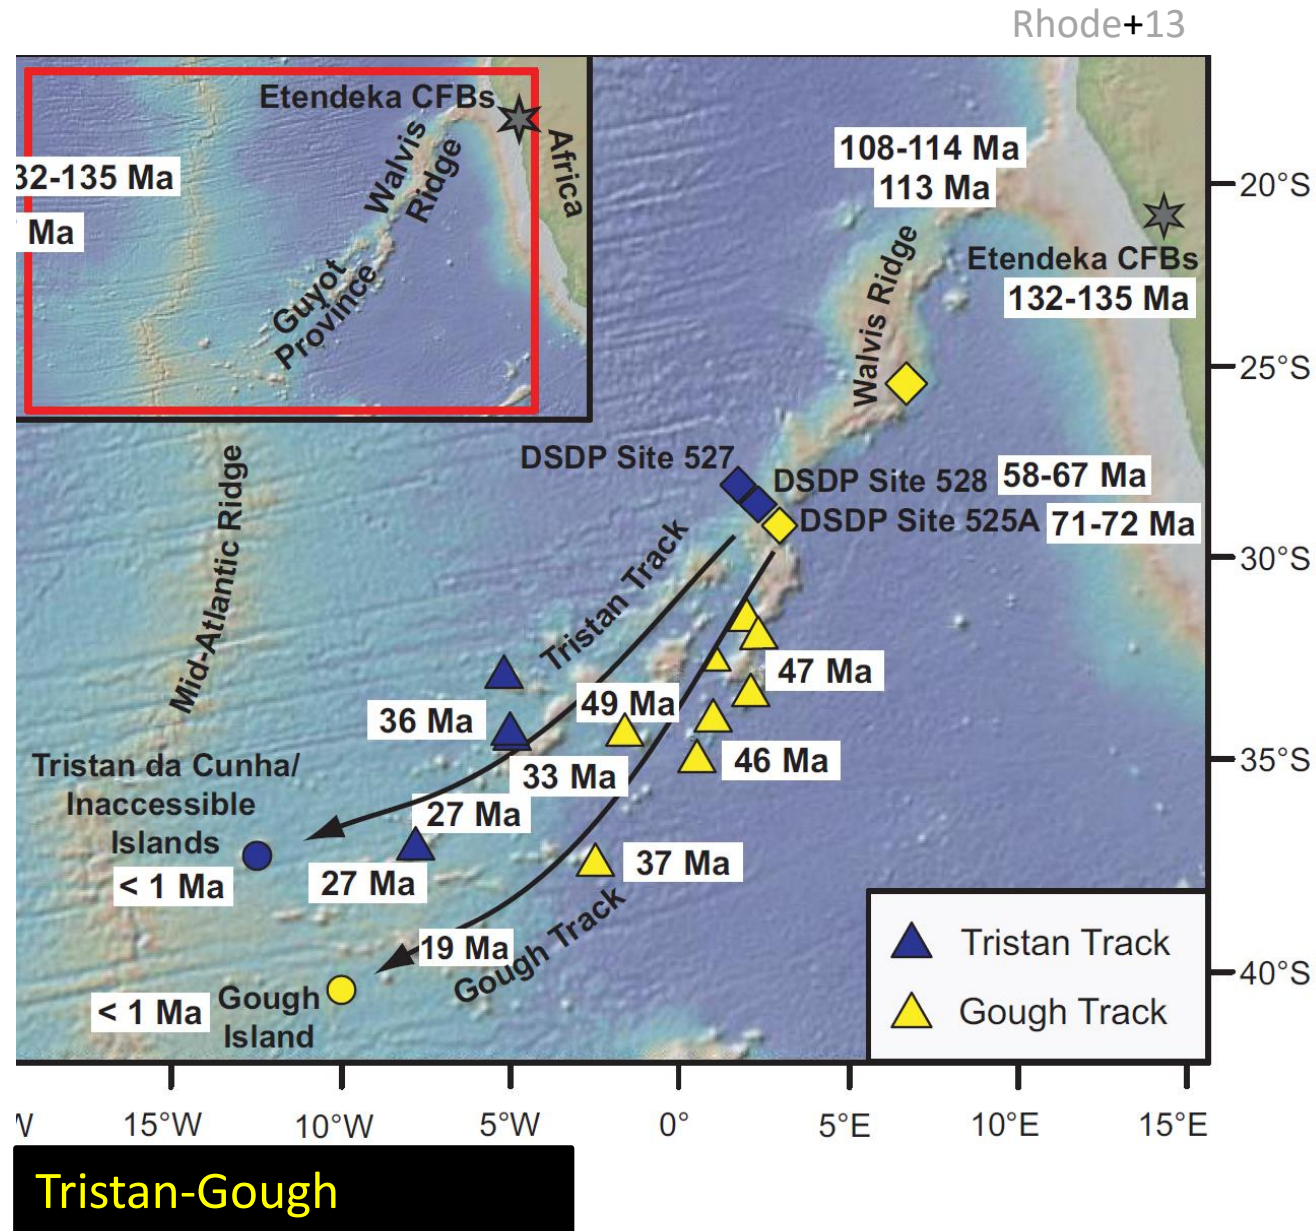 Rhode+13
Etendeka CFBs
Africa
Walvis
Ridge
Guyot
Province
32-135 Ma
Ma
108-114 Ma
113 Ma
Etendeka CFBs
132-135 Ma
Walvis Ridge
20°S
25°S
30°S
35°S
40°S
DSDP Site 527
DSDP Site 528
58-67 Ma
DSDP Site 525A
71-72 Ma
Mid-Atlantic Ridge
Tristan Track
47 Ma
49 Ma
36 Ma
46 Ma
33 Ma
Tristan da Cunha/
Inaccessible
Islands
< 1 Ma
27 Ma
27 Ma
37 Ma
19 Ma
Gough Track
< 1 Ma
Gough
Island
Tristan Track
Gough Track
W
15°W
10°W
5°W
0°
5°E
10°E
15°E
Tristan-Gough